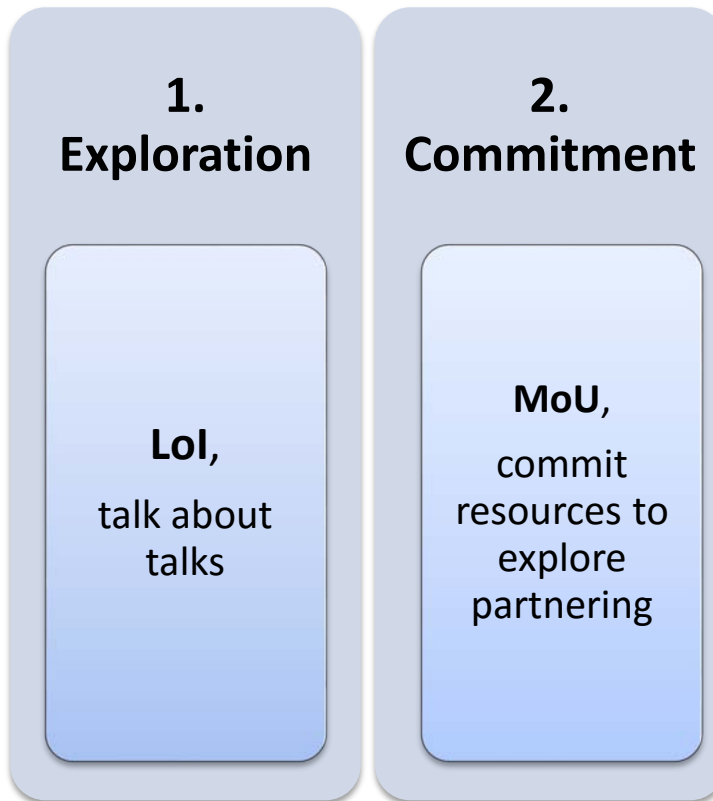 1.
Exploration
LoI,
talk about
talks
2.
Commitment
MoU,
commit
resources to
explore
partnering